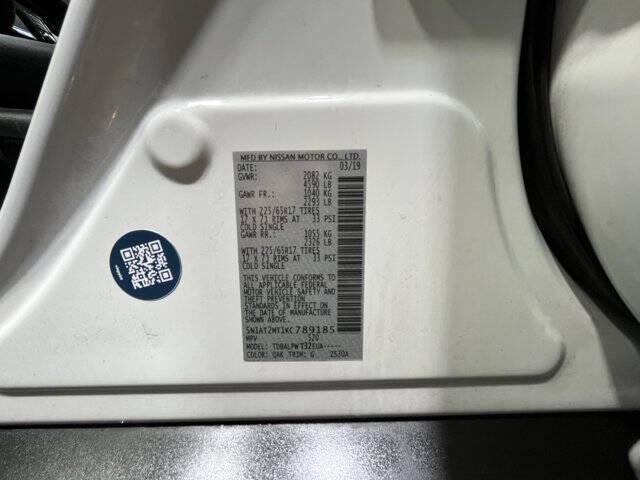 MFD BY NISSAN MOTOR CO., LTD.
DATE: 03/19
GVWR: 2082 KG
4590 LB
GAWR FR.: 1040 KG
2293 LB
WITH 225/65R17 TIRES
17 X 7J RIMS AT 33 PSI
COLD SINGLE
GAWR RR.: 1055 KG
2326 LB
WITH 225/65R17 TIRES
17 X 7J RIMS AT 33 PSI
COLD SINGLE
THIS VEHICLE CONFORMS TO
ALL APPLICABLE FEDERAL
MOTOR VEHICLE SAFETY AND
THEFT PREVENTION
STANDARDS IN EFFECT ON
THE DATE OF MANUFACTURE
SHOWN ABOVE.
5N1AT2MT1KC789185
MPV 520
MODEL: TDBALPWT32EUA-----
COLOR: QAK TRIM: G 2530A